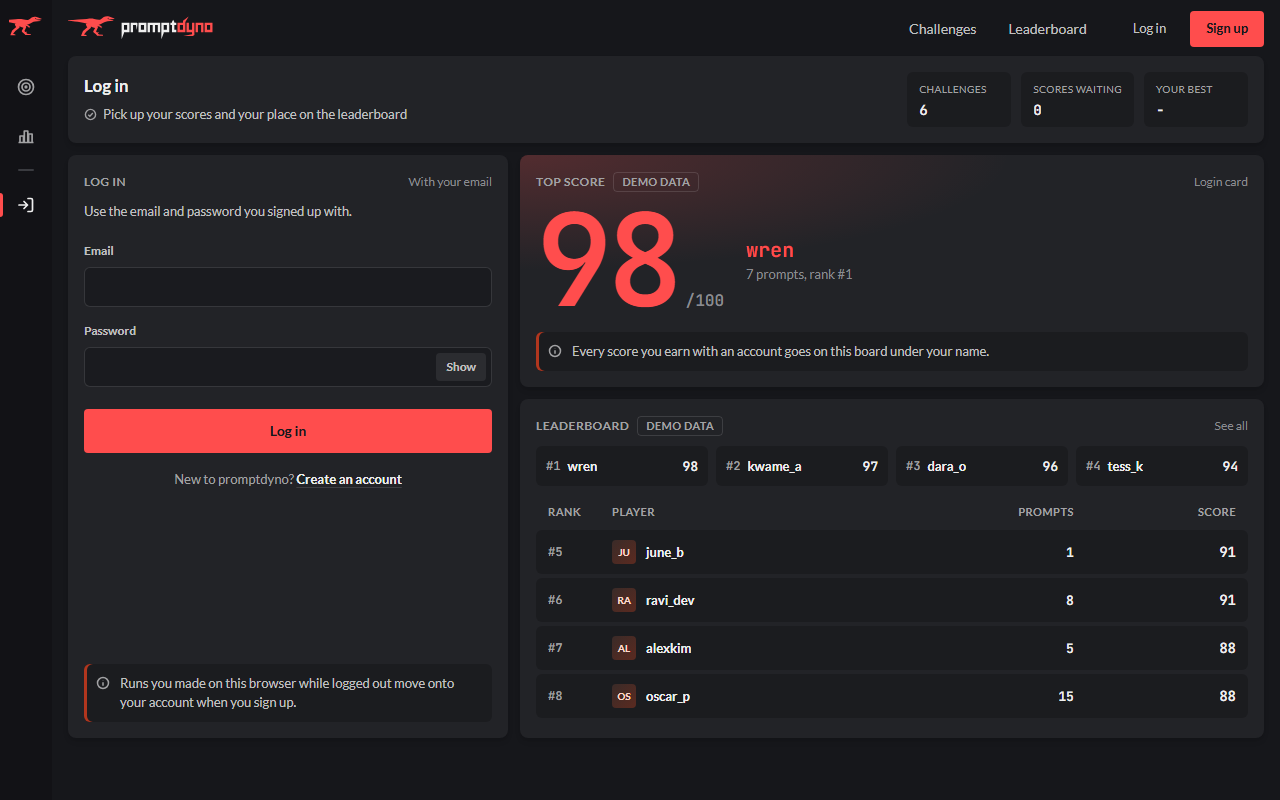 promptdyno
Challenges
Leaderboard
Log in
Sign up
Log in
Pick up your scores and your place on the leaderboard
CHALLENGES
6
SCORES WAITING
0
YOUR BEST
-
LOG IN
With your email
Use the email and password you signed up with.
Email
Password
Show
Log in
New to promptdyno? Create an account
Runs you made on this browser while logged out move onto
your account when you sign up.
TOP SCORE
DEMO DATA
Login card
98
/100
wren
7 prompts, rank #1
Every score you earn with an account goes on this board under your name.
LEADERBOARD
DEMO DATA
See all
#1 wren 98
#2 kwame_a 97
#3 dara_o 96
#4 tess_k 94
RANK PLAYER PROMPTS SCORE
#5 JU june_b 1 91
#6 RA ravi_dev 8 91
#7 AL alexkim 5 88
#8 OS oscar_p 15 88